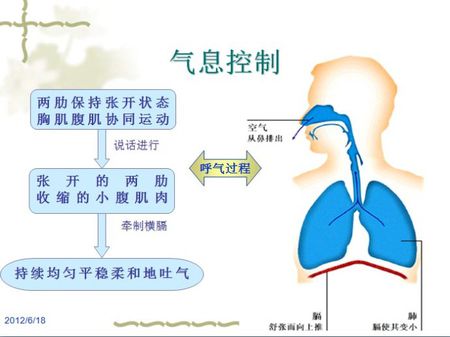 气息控制
两肋保持张开状态
胸肌腹肌协同运动
说话进行
张开的两肋
收缩的小腹肌肉
牵制横膈
持续均匀平稳柔和地吐气
呼气过程
空气
从鼻排出
膈
舒张而向上推
肺
膈使其变小
2012/6/18